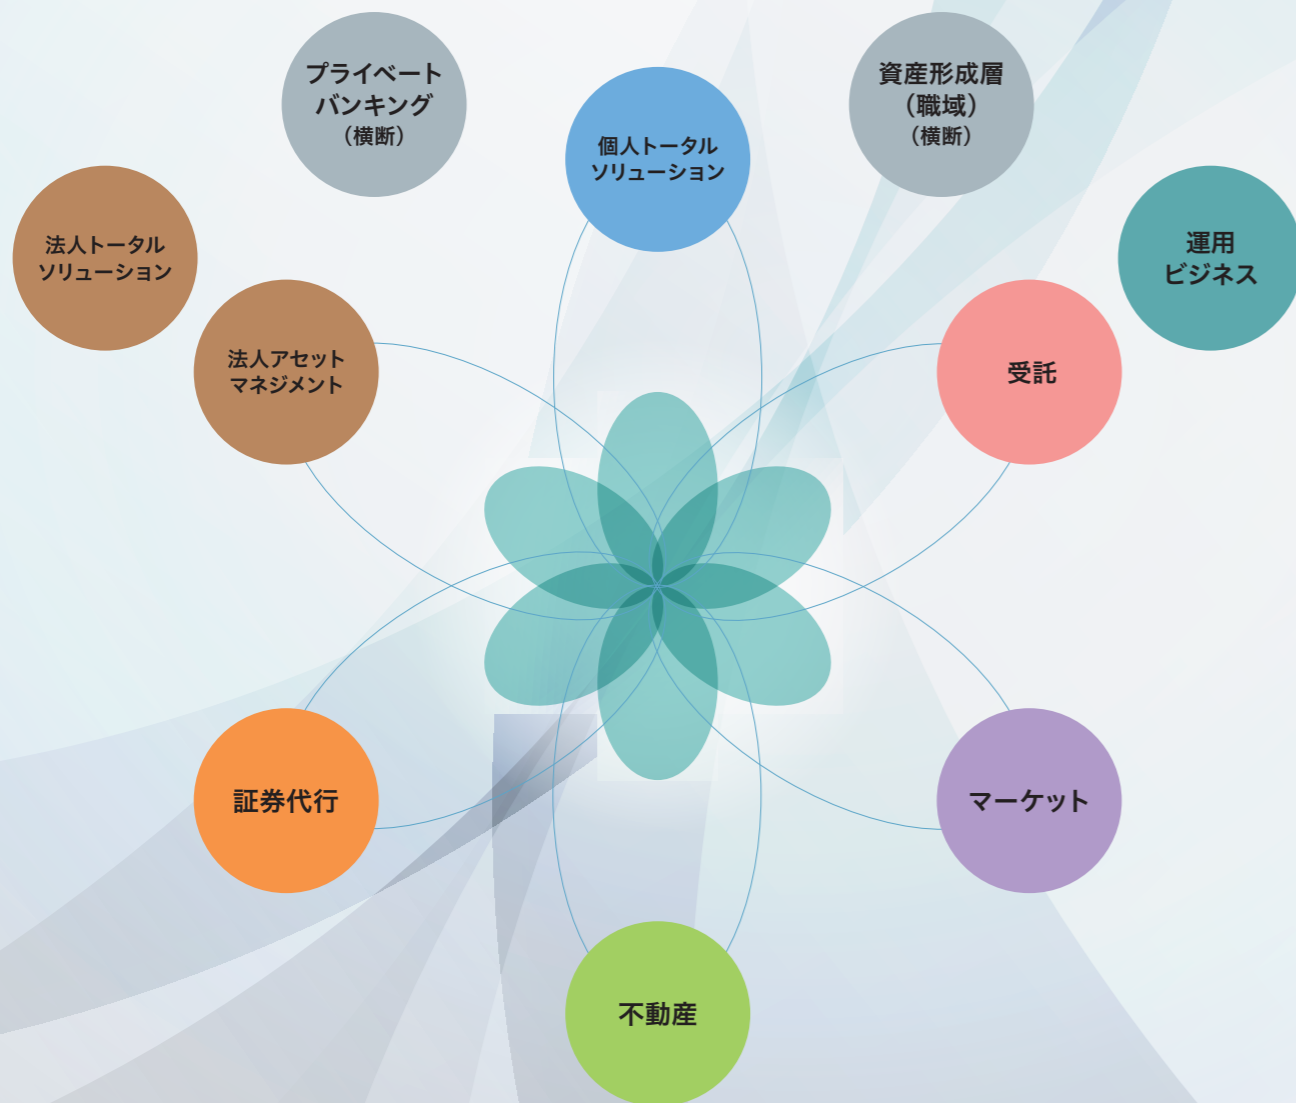 プライベート
バンキング
（横断）
個人トータル
ソリューション
資産形成層
（職域）
（横断）
法人トータル
ソリューション
運用
ビジネス
法人アセット
マネジメント
受託
証券代行
マーケット
不動産